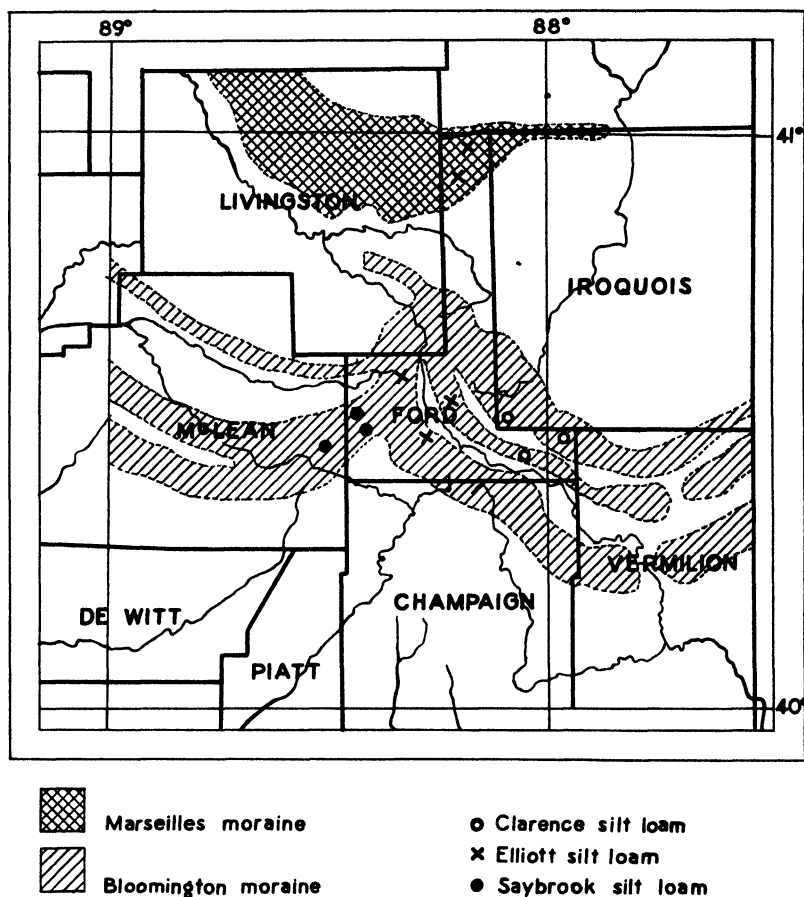 89° 88°
41°
LIVINGSTON
IROQUOIS
FORD
McLEAN
VERMILION
CHAMPAIGN
DE WITT
PIATT
40°
Marseilles moraine
Bloomington moraine
Clarence silt loam
Elliott silt loam
Saybrook silt loam